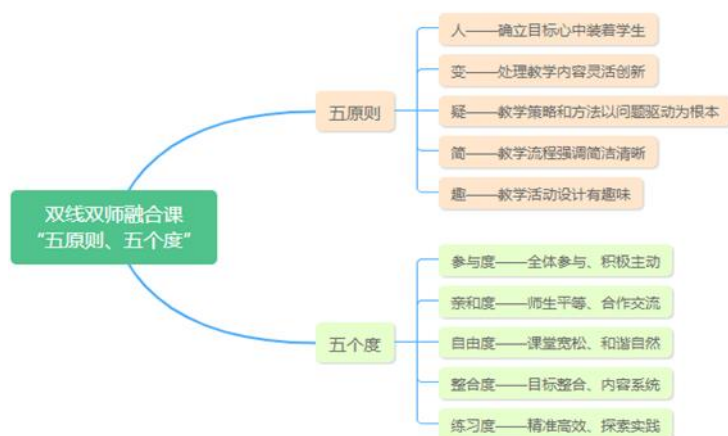 双线双师融合课
“五原则、五个度”
五原则
人——确立目标心中装着学生
变——处理教学内容灵活创新
疑——教学策略和方法以问题驱动为根本
简——教学流程强调简洁清晰
趣——教学活动设计有趣味
五个度
参与度——全体参与、积极主动
亲和度——师生平等、合作交流
自由度——课堂宽松、和谐自然
整合度——目标整合、内容系统
练习度——精准高效、探索实践